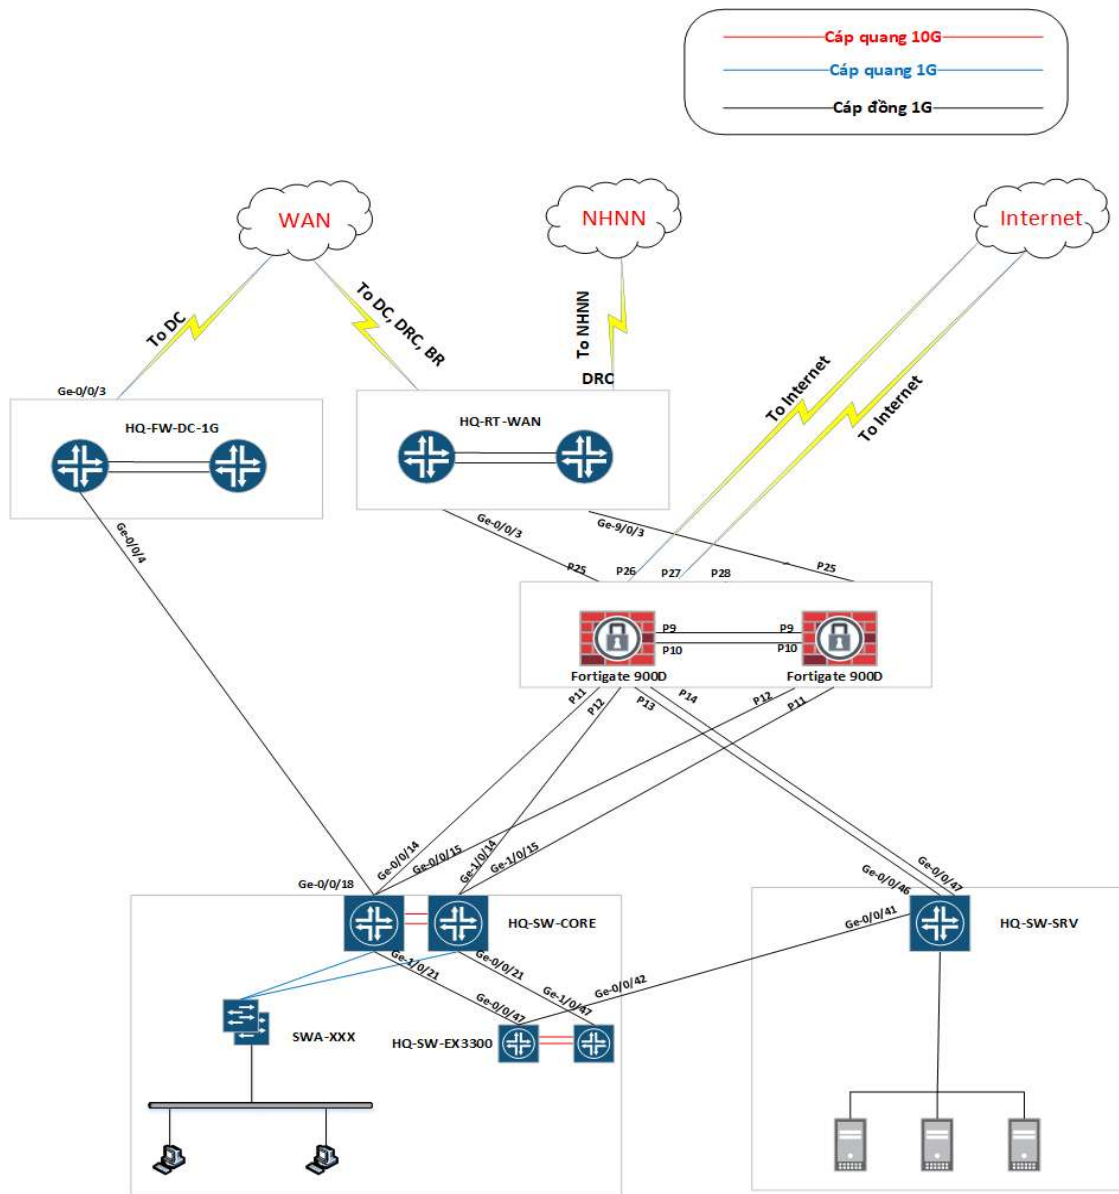 Cáp quang 10G
Cáp quang 1G
Cáp đồng 1G
WAN
NHNN
Internet
To DC
To DC, DRC, BR
To NHNN
DRC
To Internet
To Internet
Ge-0/0/3
HQ-FW-DC-1G
HQ-RT-WAN
Ge-0/0/4
Ge-0/0/3
Ge-9/0/3
P25
P26
P27
P28
P25
P9
P9
P10
P10
Fortigate 900D
Fortigate 900D
P11
P12
P13
P14
P12
P11
Ge-0/0/14
Ge-0/0/15
Ge-1/0/14
Ge-1/0/15
Ge-0/0/18
HQ-SW-CORE
Ge-0/0/46
Ge-0/0/47
Ge-0/0/41
HQ-SW-SRV
Ge-1/0/21
Ge-0/0/21
Ge-0/0/42
Ge-0/0/47
Ge-1/0/47
SWA-XXX
HQ-SW-EX3300